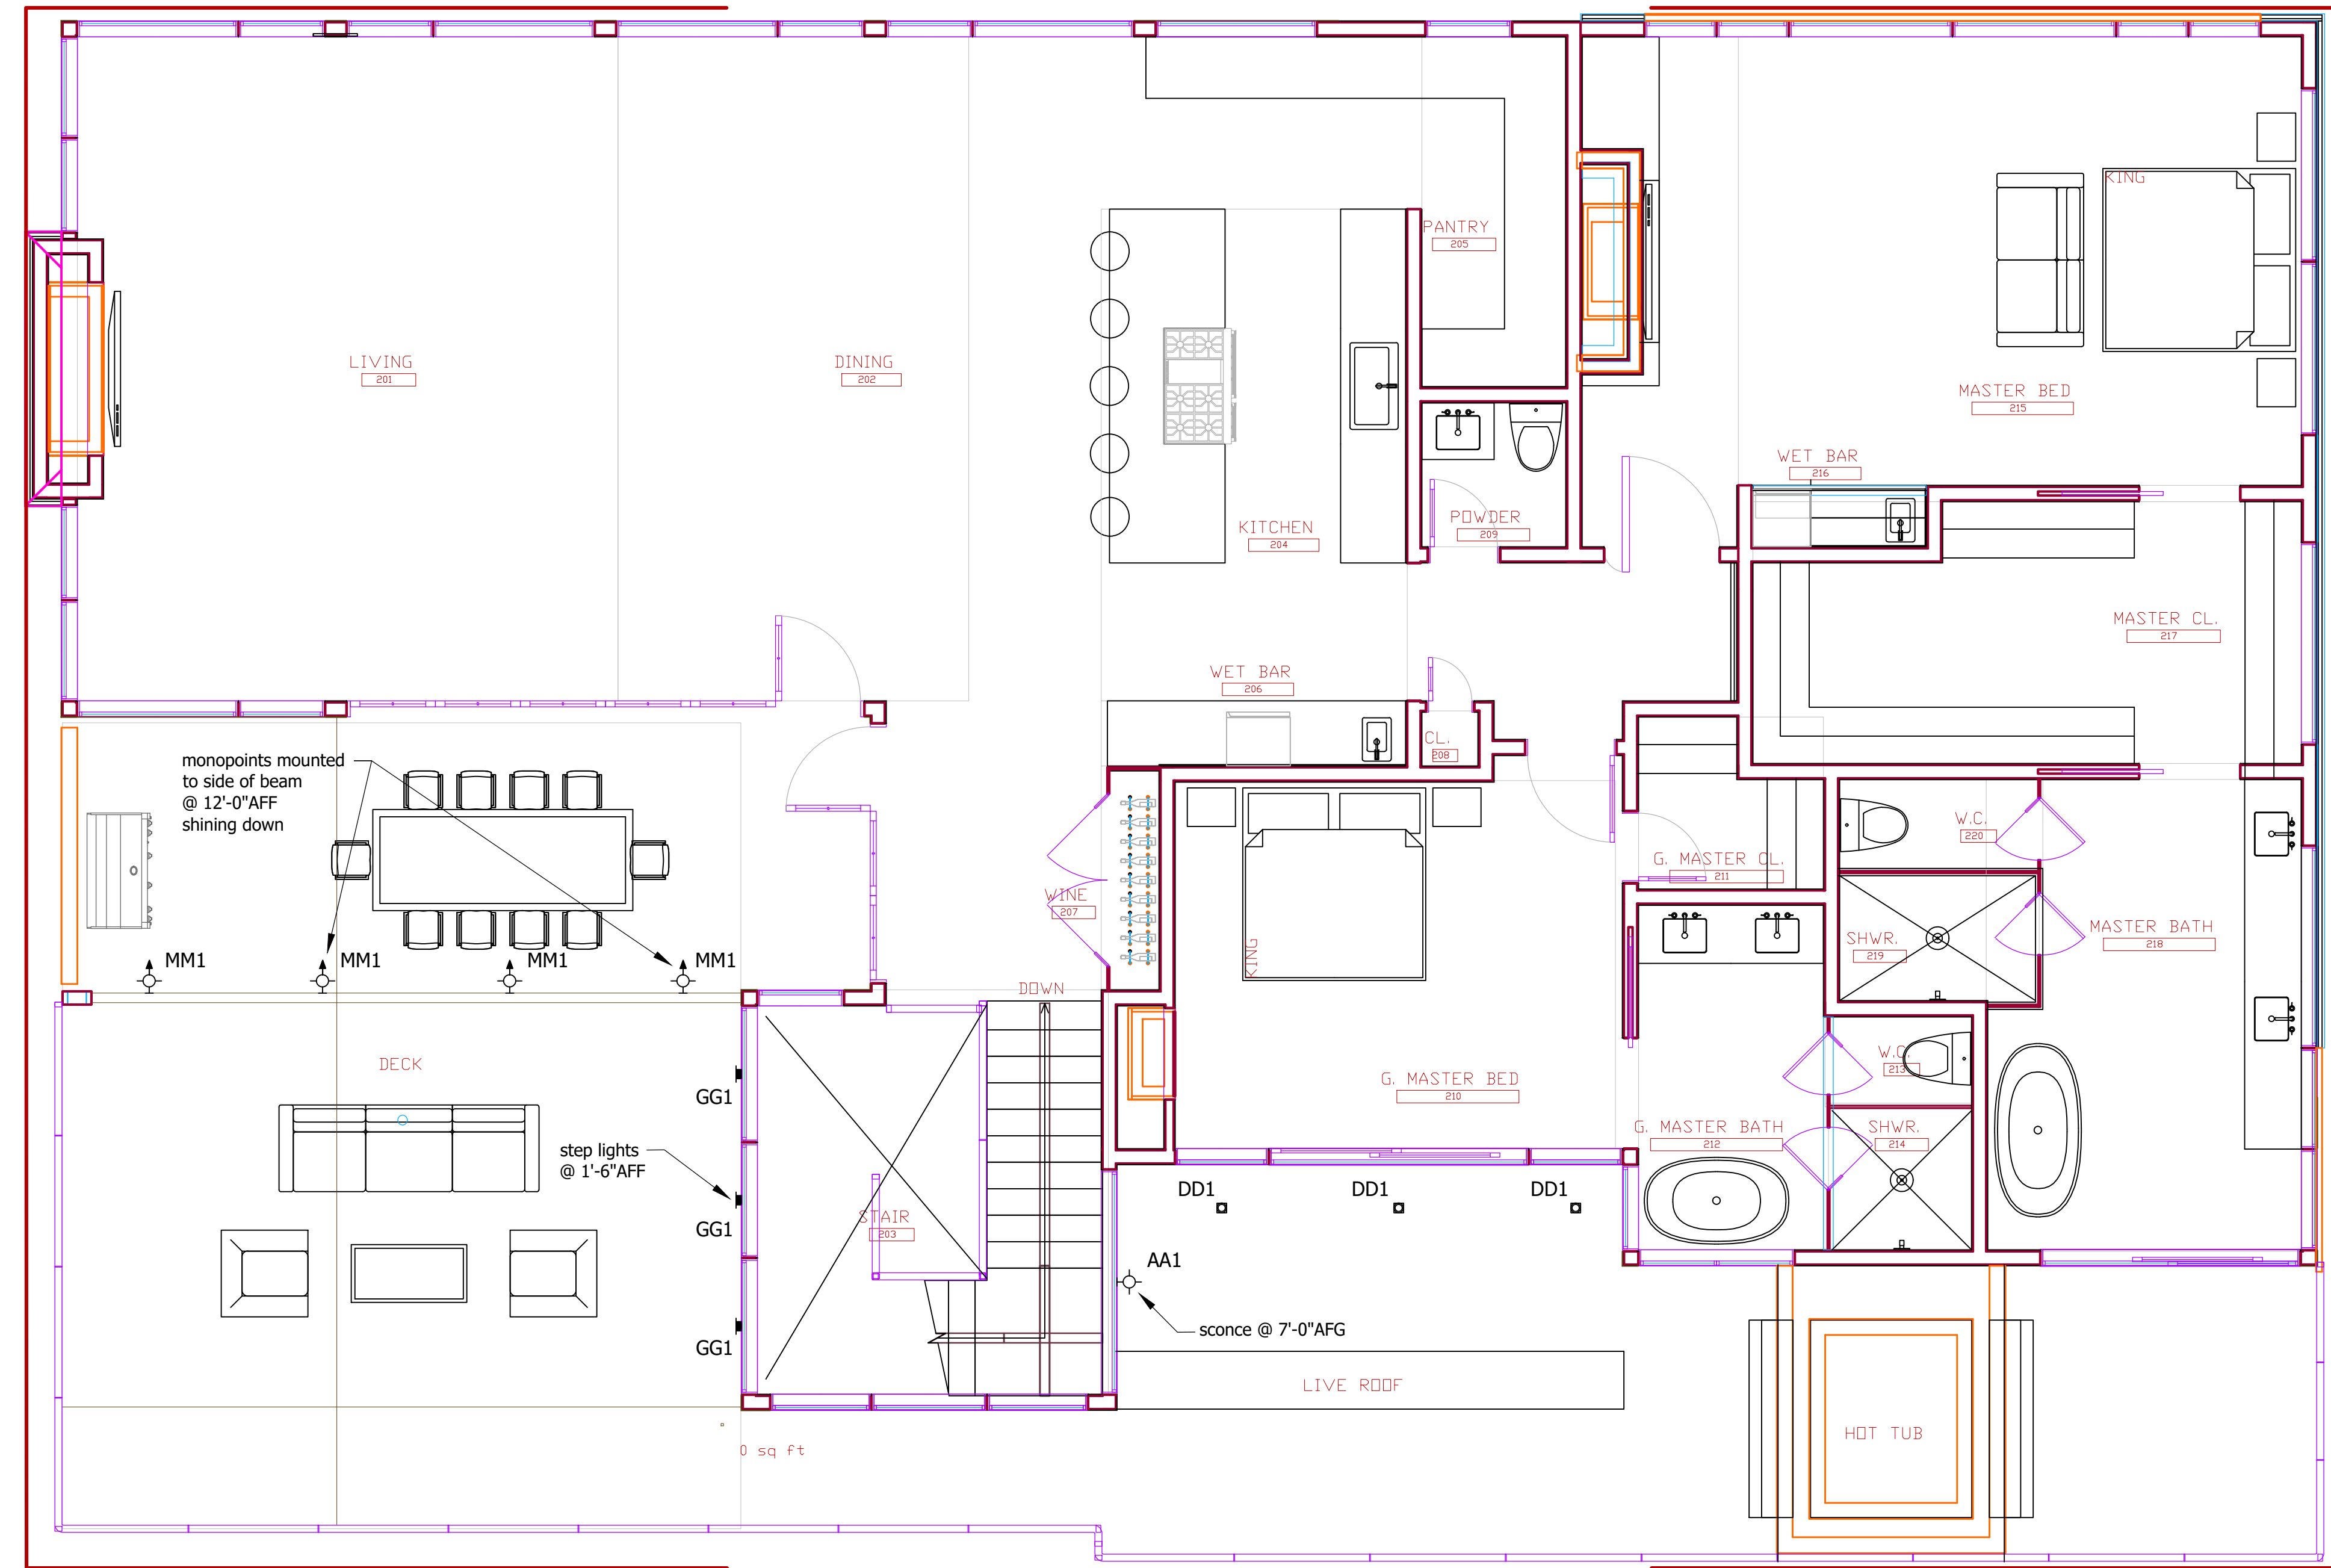 KING
PANTRY
205
LIVING
201
DINING
202
MASTER BED
215
WET BAR
216
KITCHEN
204
POWDER
209
MASTER CL.
217
WET BAR
206
CL.
208
monopoints mounted
to side of beam
@ 12'-0"AFF
shining down
W.C.
220
G. MASTER CL.
211
WINE
207
KING
MASTER BATH
218
SHWR.
219
MM1
MM1
MM1
MM1
DOWN
DECK
W.C.
213
G. MASTER BED
210
GG1
G. MASTER BATH
212
SHWR.
214
step lights
@ 1'-6"AFF
DD1
DD1
DD1
STAIR
203
GG1
AA1
sconce @ 7'-0"AFG
GG1
LIVE ROOF
HOT TUB
0 sq ft